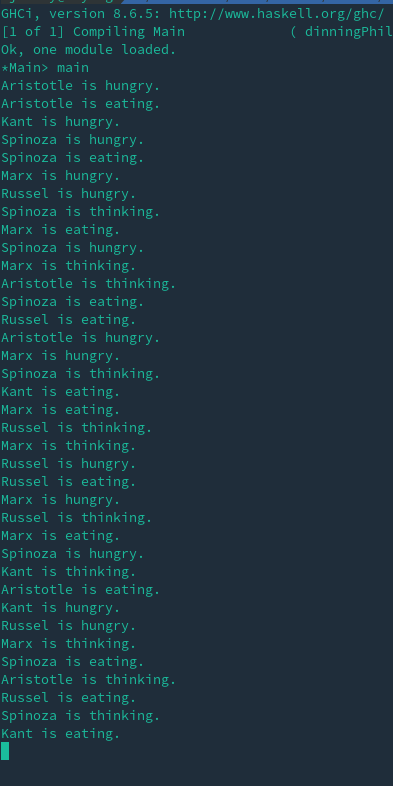 GHCi, version 8.6.5: http://www.haskell.org/ghc/
[1 of 1] Compiling Main ( dinningPhil
Ok, one module loaded.
*Main> main
Aristotle is hungry.
Aristotle is eating.
Kant is hungry.
Spinoza is hungry.
Spinoza is eating.
Marx is hungry.
Russel is hungry.
Spinoza is thinking.
Marx is eating.
Spinoza is hungry.
Marx is thinking.
Aristotle is thinking.
Spinoza is eating.
Russel is eating.
Aristotle is hungry.
Marx is hungry.
Spinoza is thinking.
Kant is eating.
Marx is eating.
Russel is thinking.
Marx is thinking.
Russel is hungry.
Russel is eating.
Marx is hungry.
Russel is thinking.
Marx is eating.
Spinoza is hungry.
Kant is thinking.
Aristotle is eating.
Kant is hungry.
Russel is hungry.
Marx is thinking.
Spinoza is eating.
Aristotle is thinking.
Russel is eating.
Spinoza is thinking.
Kant is eating.